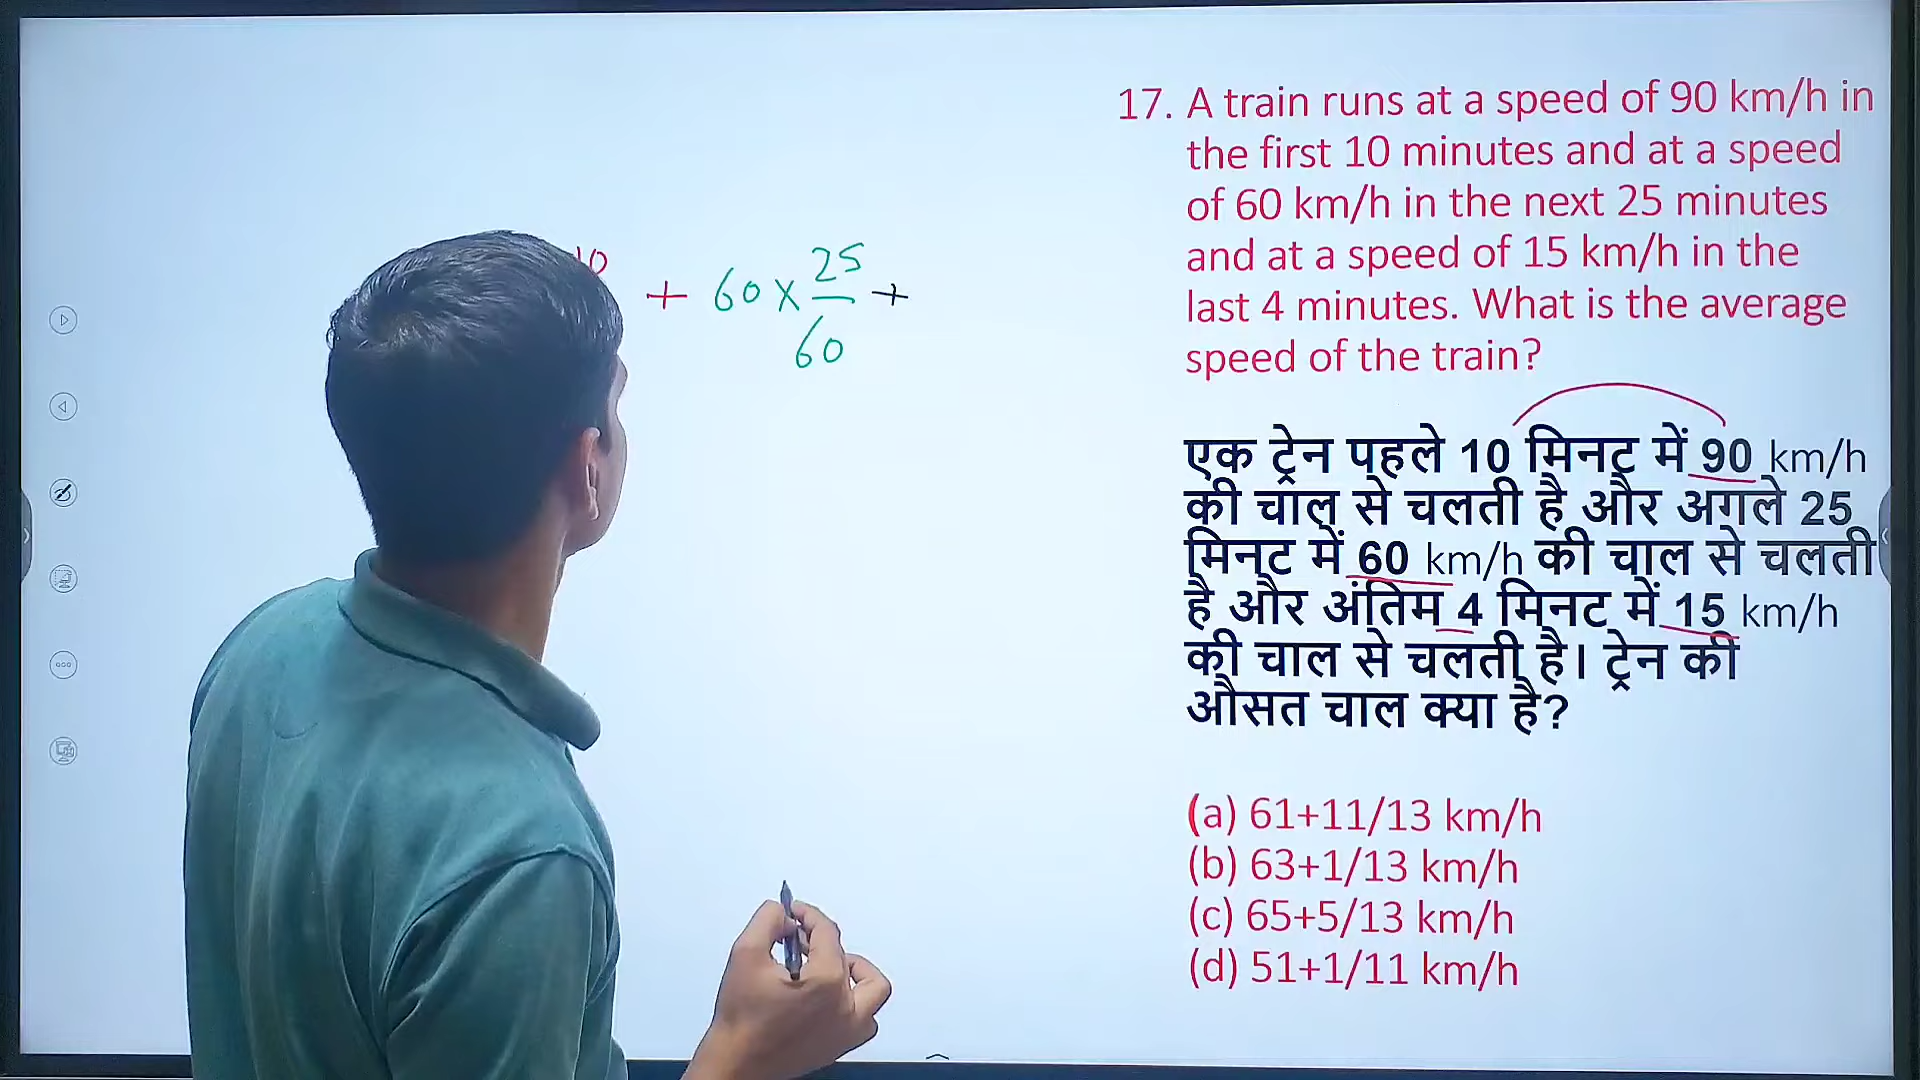 17. A train runs at a speed of 90 km/h in
the first 10 minutes and at a speed
of 60 km/h in the next 25 minutes
and at a speed of 15 km/h in the
last 4 minutes. What is the average
speed of the train?
एक ट्रेन पहले 10 मिनट में 90 km/h
की चाल से चलती है और अगले 25
मिनट में 60 km/h की चाल से चलती
है और अंतिम 4 मिनट में 15 km/h
की चाल से चलती है। ट्रेन की
औसत चाल क्या है?
(a) 61+11/13 km/h
(b) 63+1/13 km/h
(c) 65+5/13 km/h
(d) 51+1/11 km/h
10 + 60 x 25 +
60